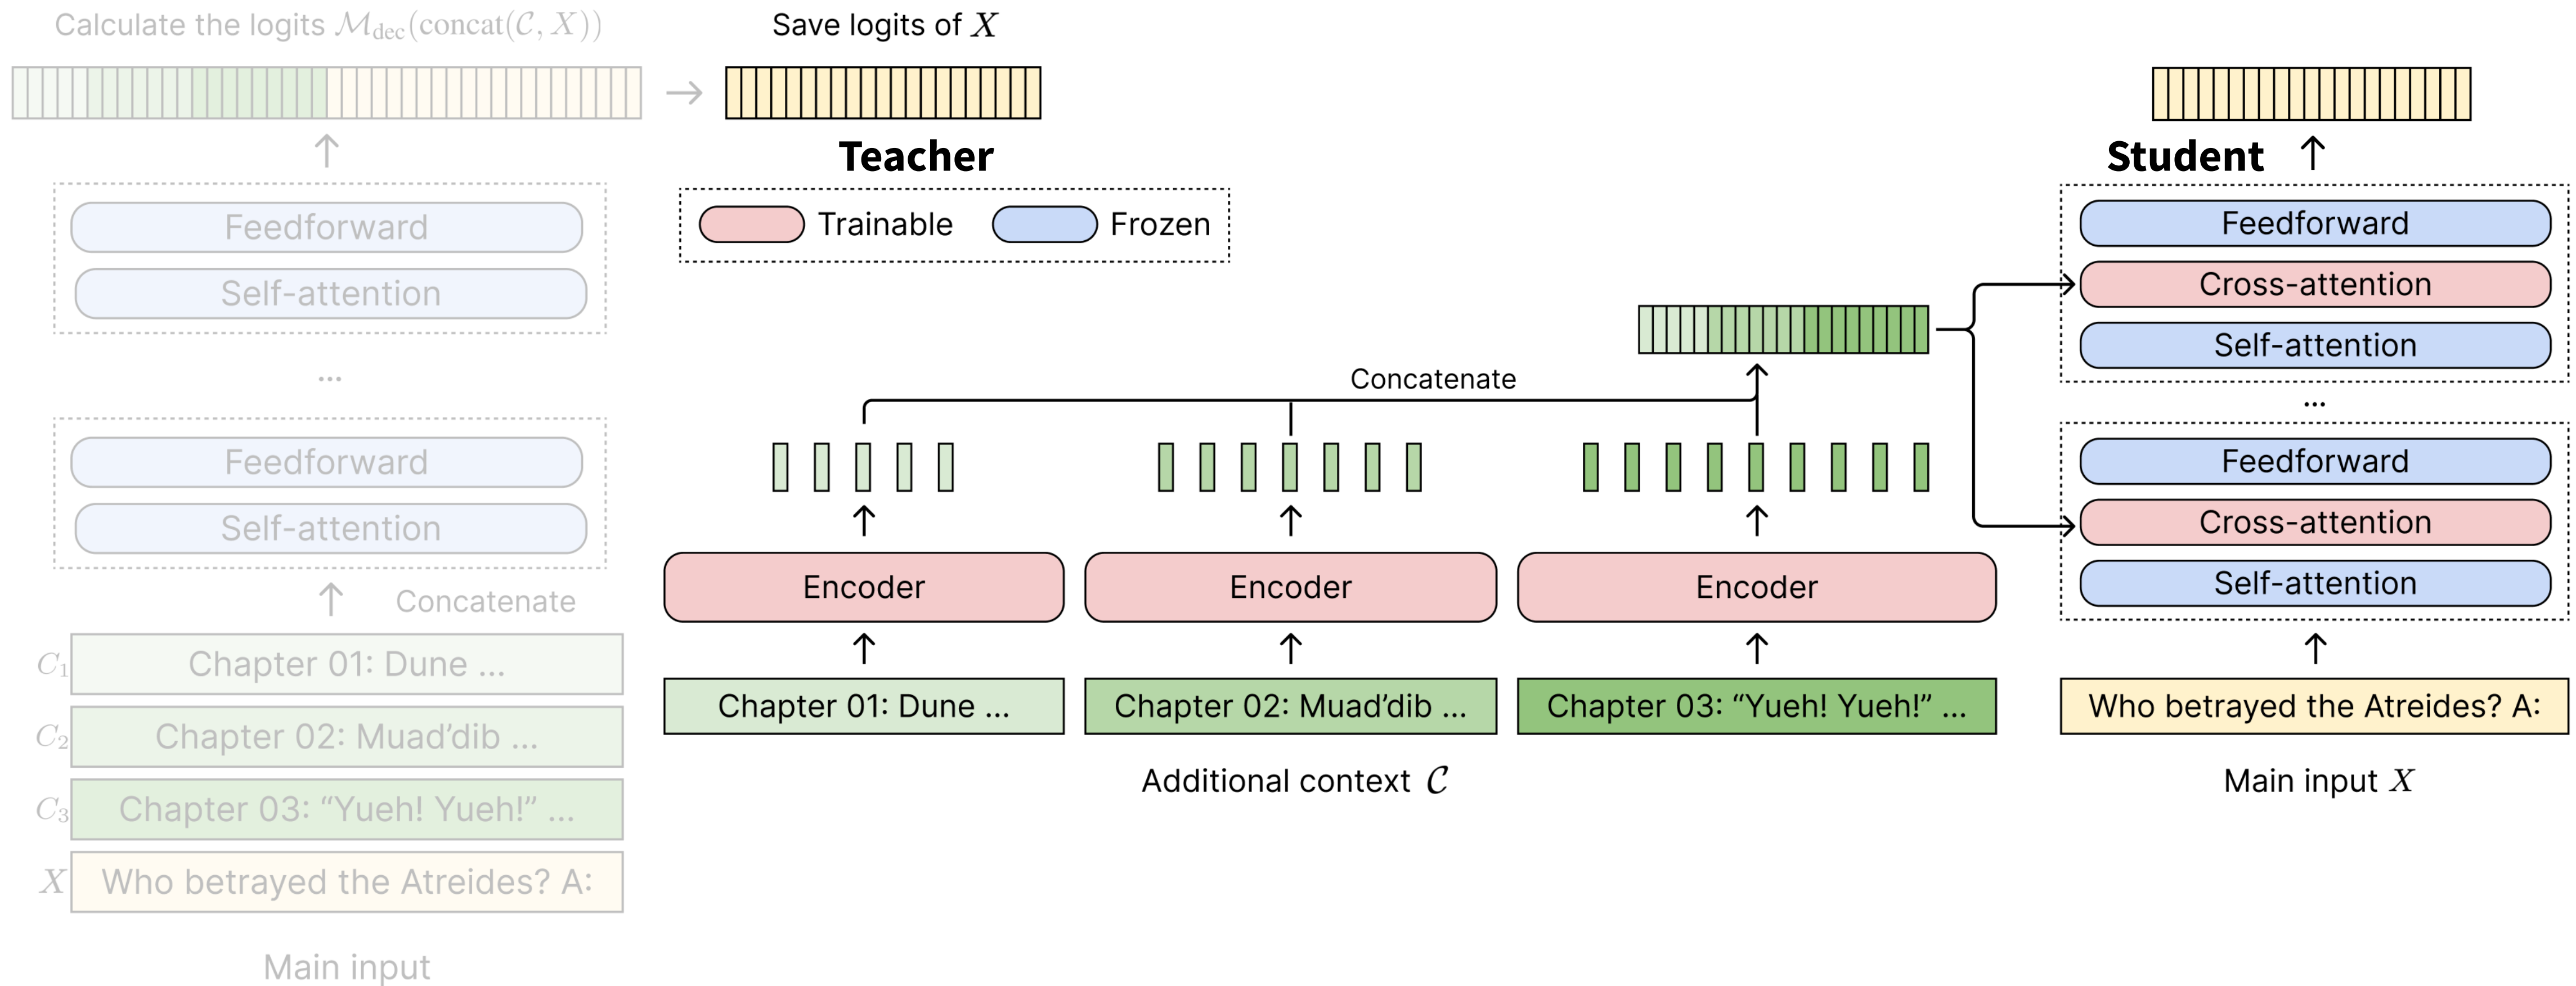 Calculate the logits M_dec(concat(C, X))
Save logits of X
Teacher
Student
Trainable
Frozen
Feedforward
Self-attention
...
Feedforward
Self-attention
Concatenate
C₁ Chapter 01: Dune ...
C₂ Chapter 02: Muad’dib ...
C₃ Chapter 03: “Yueh! Yueh!” ...
X Who betrayed the Atreides? A:
Main input
Concatenate
Encoder
Encoder
Encoder
Chapter 01: Dune ...
Chapter 02: Muad’dib ...
Chapter 03: “Yueh! Yueh!” ...
Additional context C
Feedforward
Cross-attention
Self-attention
...
Feedforward
Cross-attention
Self-attention
Who betrayed the Atreides? A:
Main input X